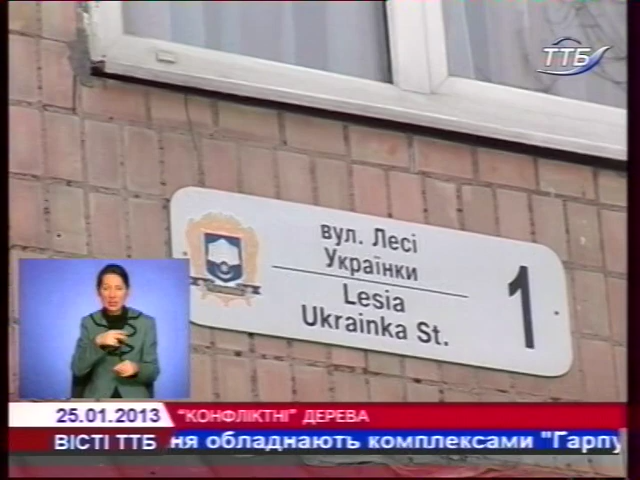 ТТБ
вул. Лесі
Українки
Lesia
Ukrainka St.
1
25.01.2013 "КОНФЛІКТНІ" ДЕРЕВА
ВІСТІ ТТБ ня обладнають комплексами "Гарпу